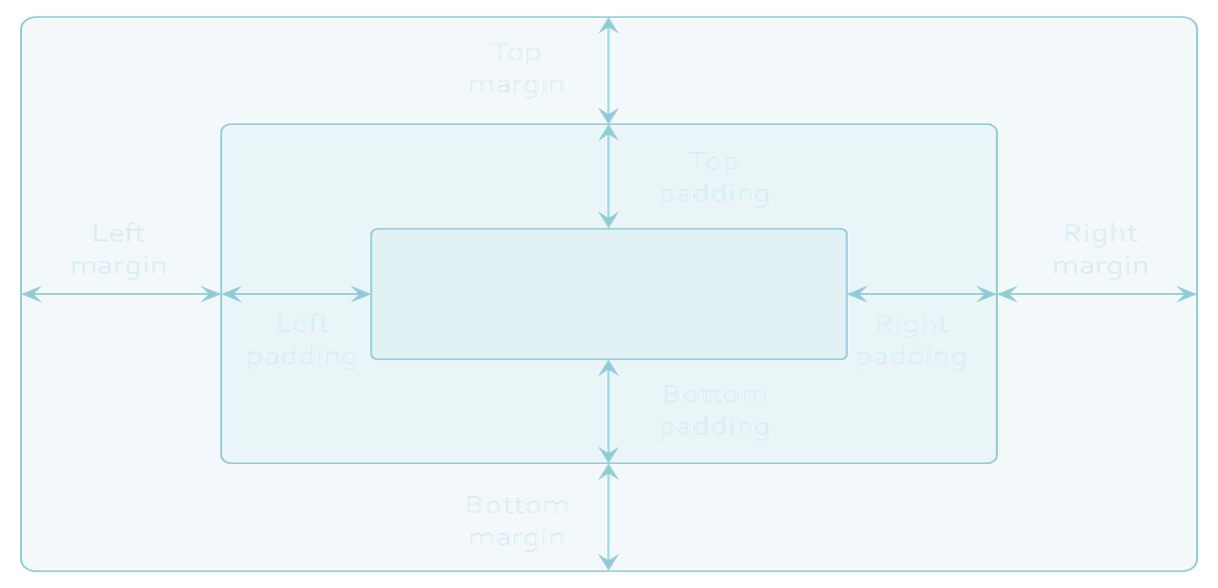 Top
margin
Top
padding
Left
margin
Right
margin
Left
padding
Right
padding
Bottom
padding
Bottom
margin